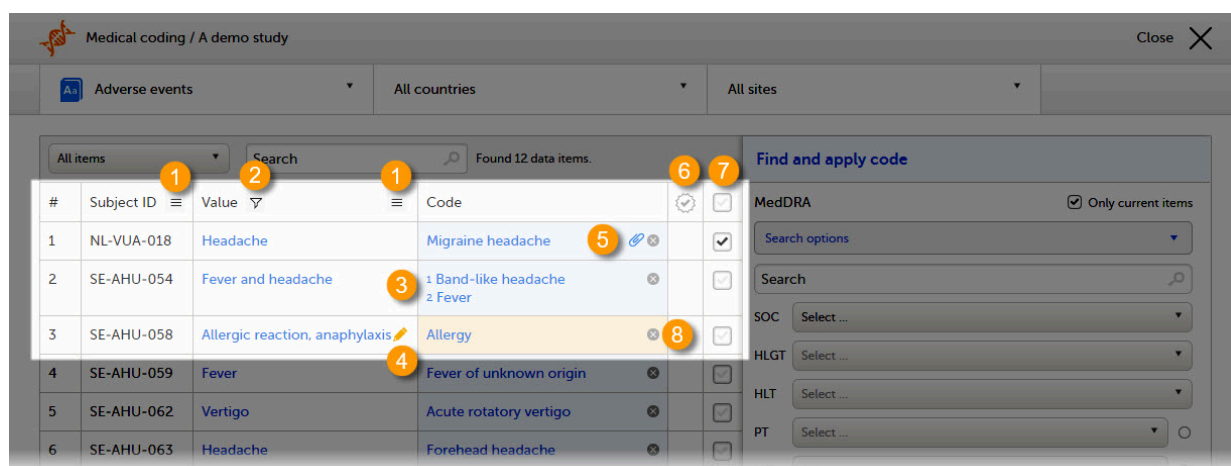 Medical coding / A demo study
Close
Aa Adverse events
All countries
All sites
All items
Search
Found 12 data items.
Find and apply code
1
2
1
6
7
# Subject ID Value Code
MedDRA
Only current items
1 NL-VUA-018 Headache Migraine headache 5
Search options
2 SE-AHU-054 Fever and headache 3 1 Band-like headache
2 Fever
Search
SOC Select ...
3 SE-AHU-058 Allergic reaction, anaphylaxis Allergy 8
4
HLGT Select ...
4 SE-AHU-059 Fever Fever of unknown origin
HLT Select ...
5 SE-AHU-062 Vertigo Acute rotatory vertigo
PT Select ...
6 SE-AHU-063 Headache Forehead headache